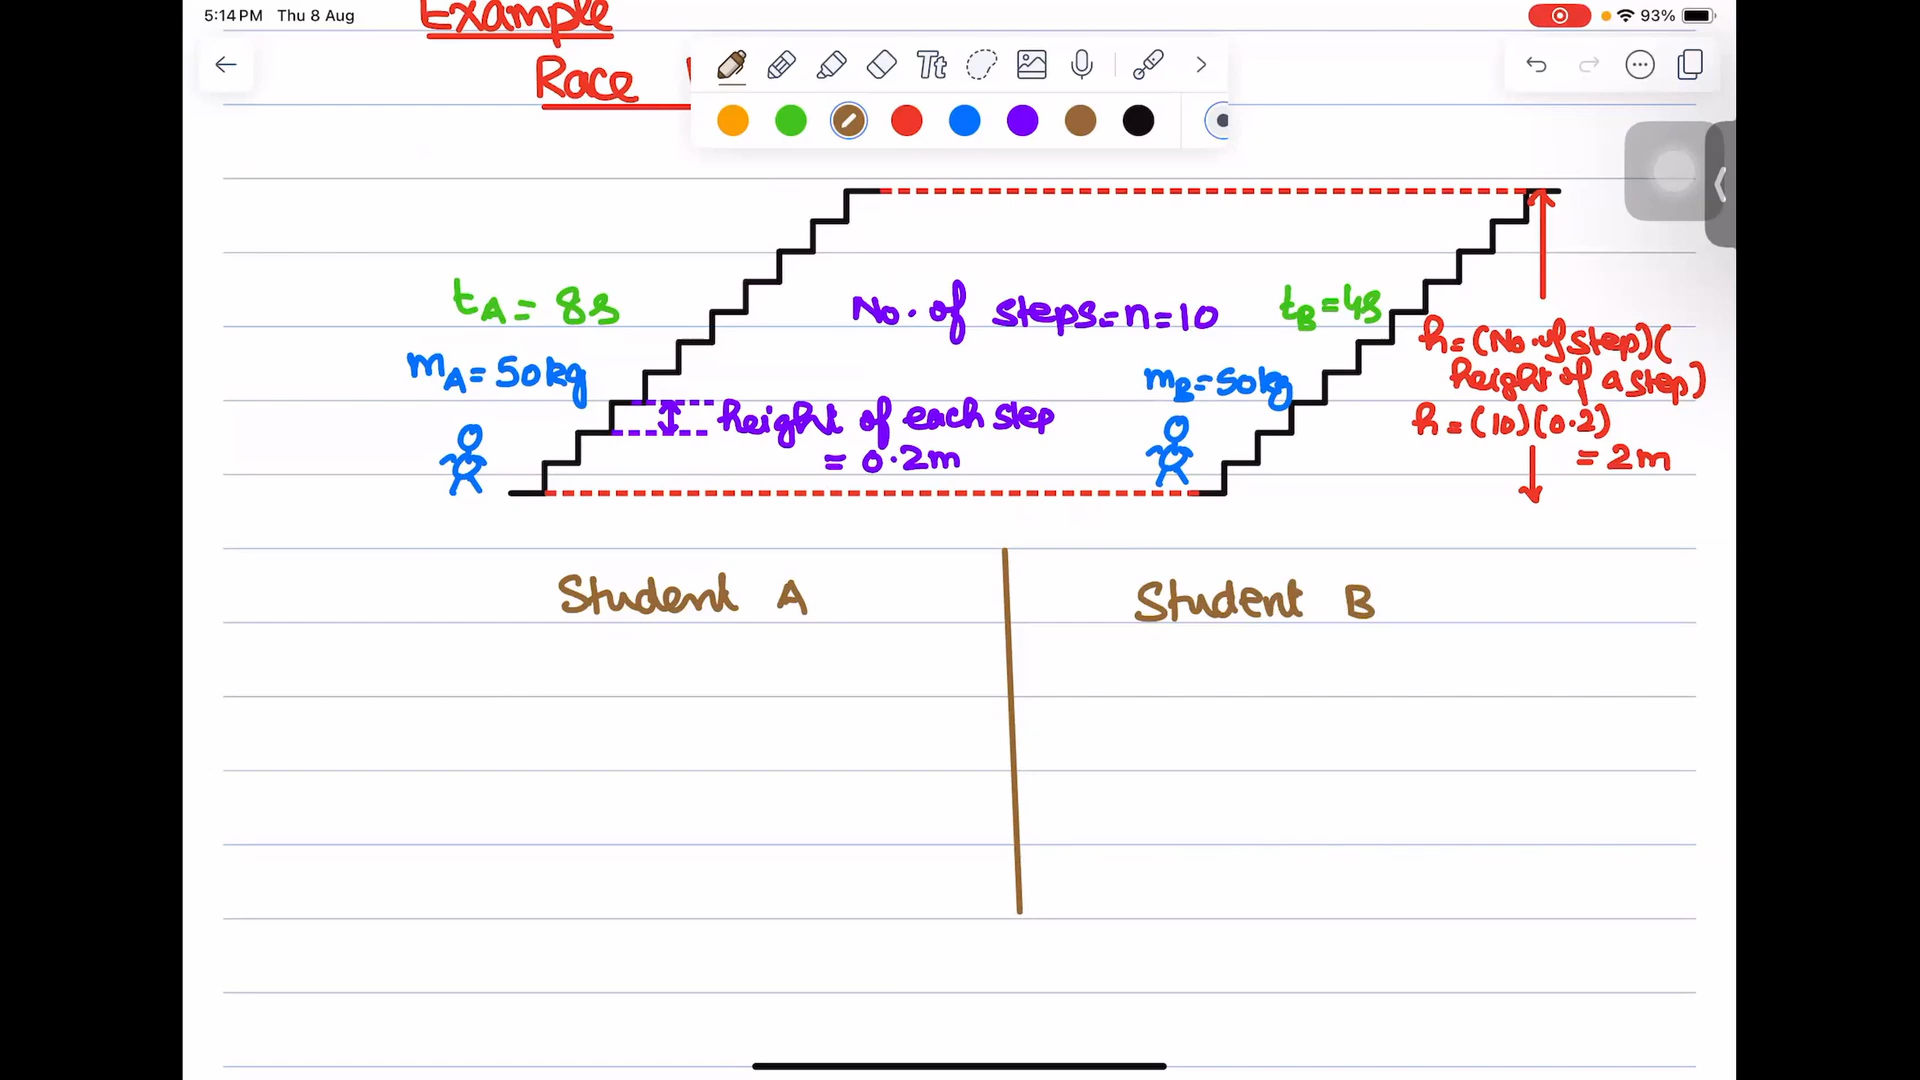 5:14 PM Thu 8 Aug
93%
Example
Race
Tt
tA = 8s
No. of steps = n = 10
tB = 4s
mA = 50kg
mB = 50kg
h = (No. of step)(
height of a step)
height of each step
= 0.2m
h = (10)(0.2)
= 2m
Student A
Student B